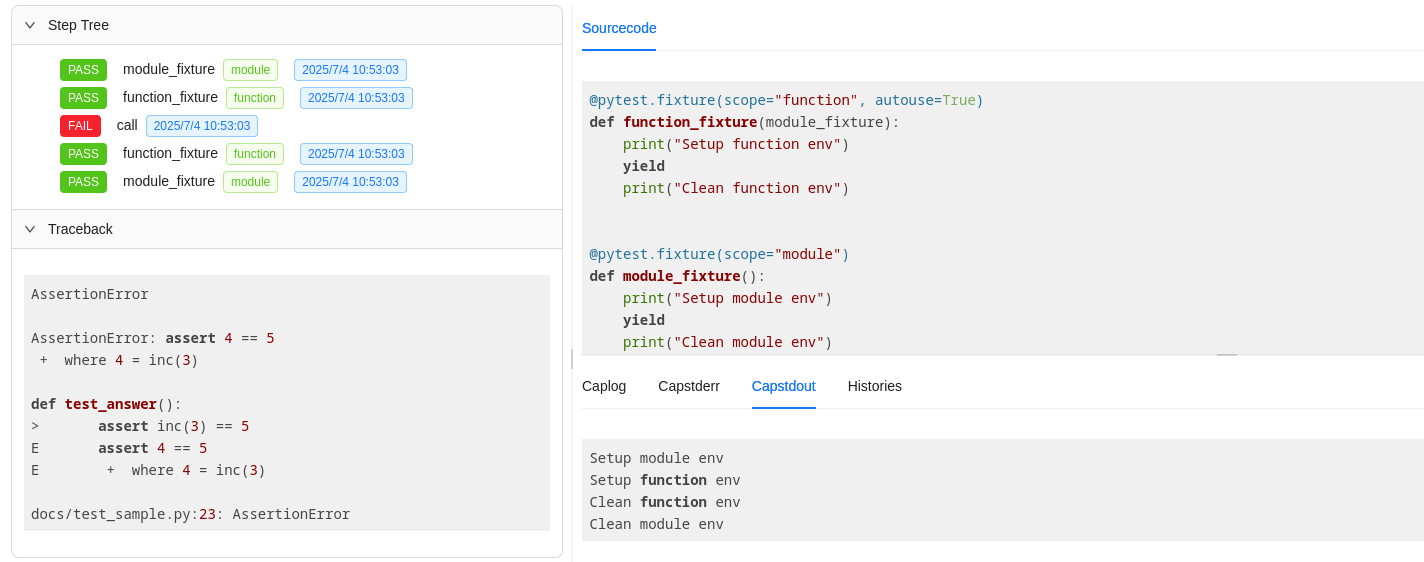 Step Tree
PASS module_fixture module 2025/7/4 10:53:03
PASS function_fixture function 2025/7/4 10:53:03
FAIL call 2025/7/4 10:53:03
PASS function_fixture function 2025/7/4 10:53:03
PASS module_fixture module 2025/7/4 10:53:03
Traceback
AssertionError
AssertionError: assert 4 == 5
 +  where 4 = inc(3)
def test_answer():
>       assert inc(3) == 5
E       assert 4 == 5
E        +  where 4 = inc(3)
docs/test_sample.py:23: AssertionError
Sourcecode
@pytest.fixture(scope="function", autouse=True)
def function_fixture(module_fixture):
    print("Setup function env")
    yield
    print("Clean function env")
@pytest.fixture(scope="module")
def module_fixture():
    print("Setup module env")
    yield
    print("Clean module env")
Caplog Capstderr Capstdout Histories
Setup module env
Setup function env
Clean function env
Clean module env